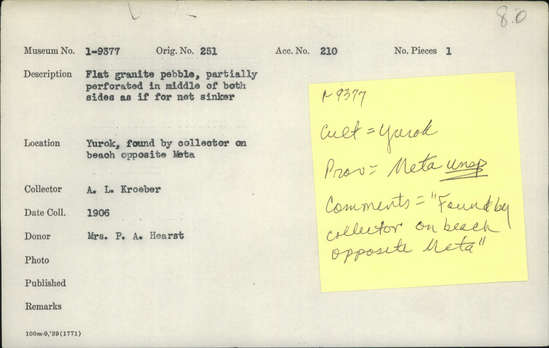 80
Museum No. 1-9377 Orig. No. 251 Acc. No. 210 No. Pieces 1
Description Flat granite pebble, partially
perforated in middle of both
sides as if for net sinker
Location Yurok, found by collector on
beach opposite Meta
Collector A. L. Kroeber
Date Coll. 1906
Donor Mrs. P. A. Hearst
Photo
Published
Remarks
100m-9,'39(1771)
1-9377
Cult = Yurok
Prov = Meta unsp
Comments = "Found by
collector on beach
opposite Meta"